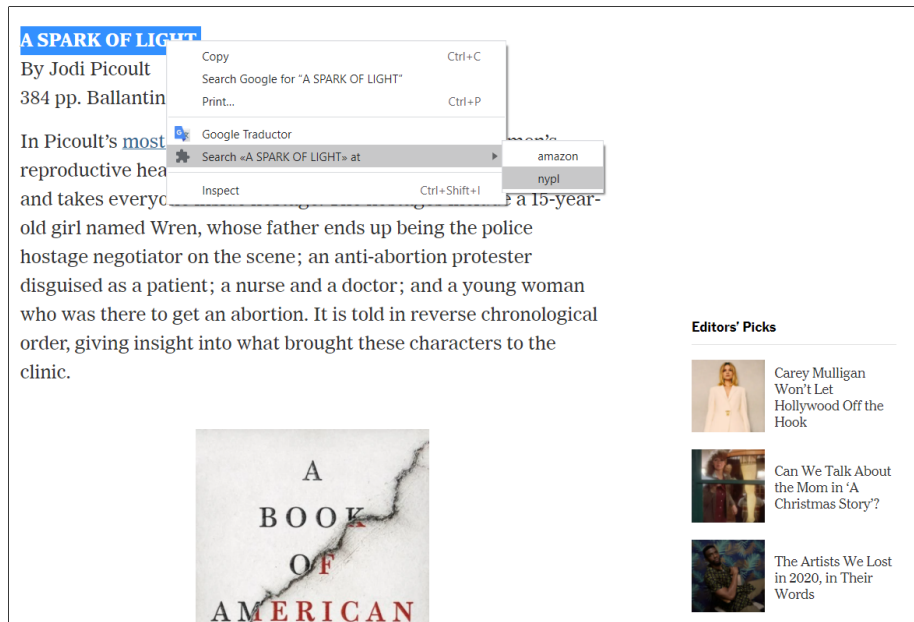 A SPARK OF LIGHT
By Jodi Picoult
384 pp. Ballantin
Copy Ctrl+C
Search Google for “A SPARK OF LIGHT”
Print... Ctrl+P
Google Traductor
Search «A SPARK OF LIGHT» at
Inspect Ctrl+Shift+I
amazon
nypl
In Picoult’s most
reproductive hea
and takes everyo a 15-year-
old girl named Wren, whose father ends up being the police
hostage negotiator on the scene; an anti-abortion protester
disguised as a patient; a nurse and a doctor; and a young woman
who was there to get an abortion. It is told in reverse chronological
order, giving insight into what brought these characters to the
clinic.
A
BOOK
OF
AMERICAN
Editors’ Picks
Carey Mulligan
Won’t Let
Hollywood Off the
Hook
Can We Talk About
the Mom in ‘A
Christmas Story’?
The Artists We Lost
in 2020, in Their
Words